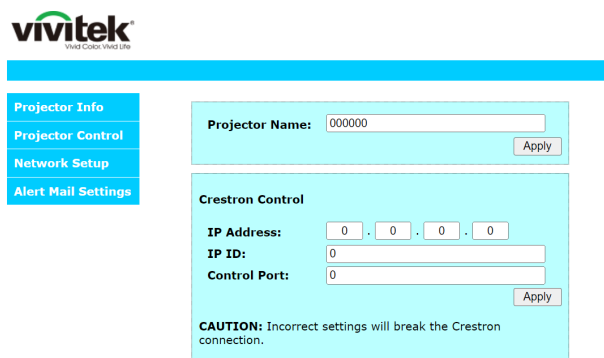 vivitek®
Vivid Color. Vivid Life
Projector Info
Projector Control
Network Setup
Alert Mail Settings
Projector Name: 000000
Apply
Crestron Control
IP Address: 0 . 0 . 0 . 0
IP ID: 0
Control Port: 0
Apply
CAUTION: Incorrect settings will break the Crestron
connection.